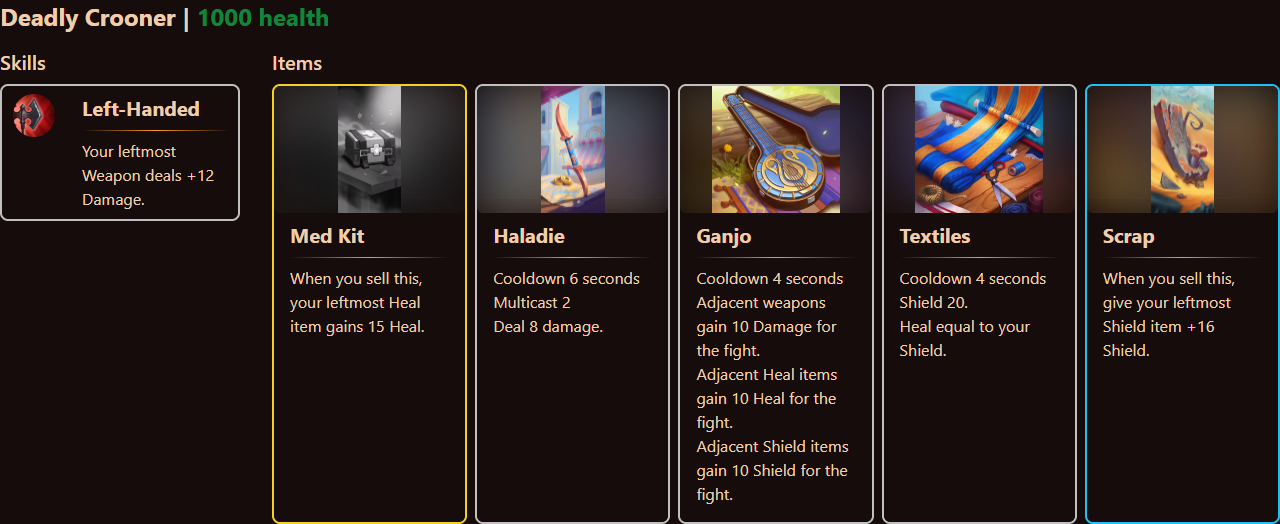 Deadly Crooner | 1000 health
Skills
Items
Left-Handed
Your leftmost
Weapon deals +12
Damage.
Med Kit
When you sell this,
your leftmost Heal
item gains 15 Heal.
Haladie
Cooldown 6 seconds
Multicast 2
Deal 8 damage.
Ganjo
Cooldown 4 seconds
Adjacent weapons
gain 10 Damage for
the fight.
Adjacent Heal items
gain 10 Heal for the
fight.
Adjacent Shield items
gain 10 Shield for the
fight.
Textiles
Cooldown 4 seconds
Shield 20.
Heal equal to your
Shield.
Scrap
When you sell this,
give your leftmost
Shield item +16
Shield.